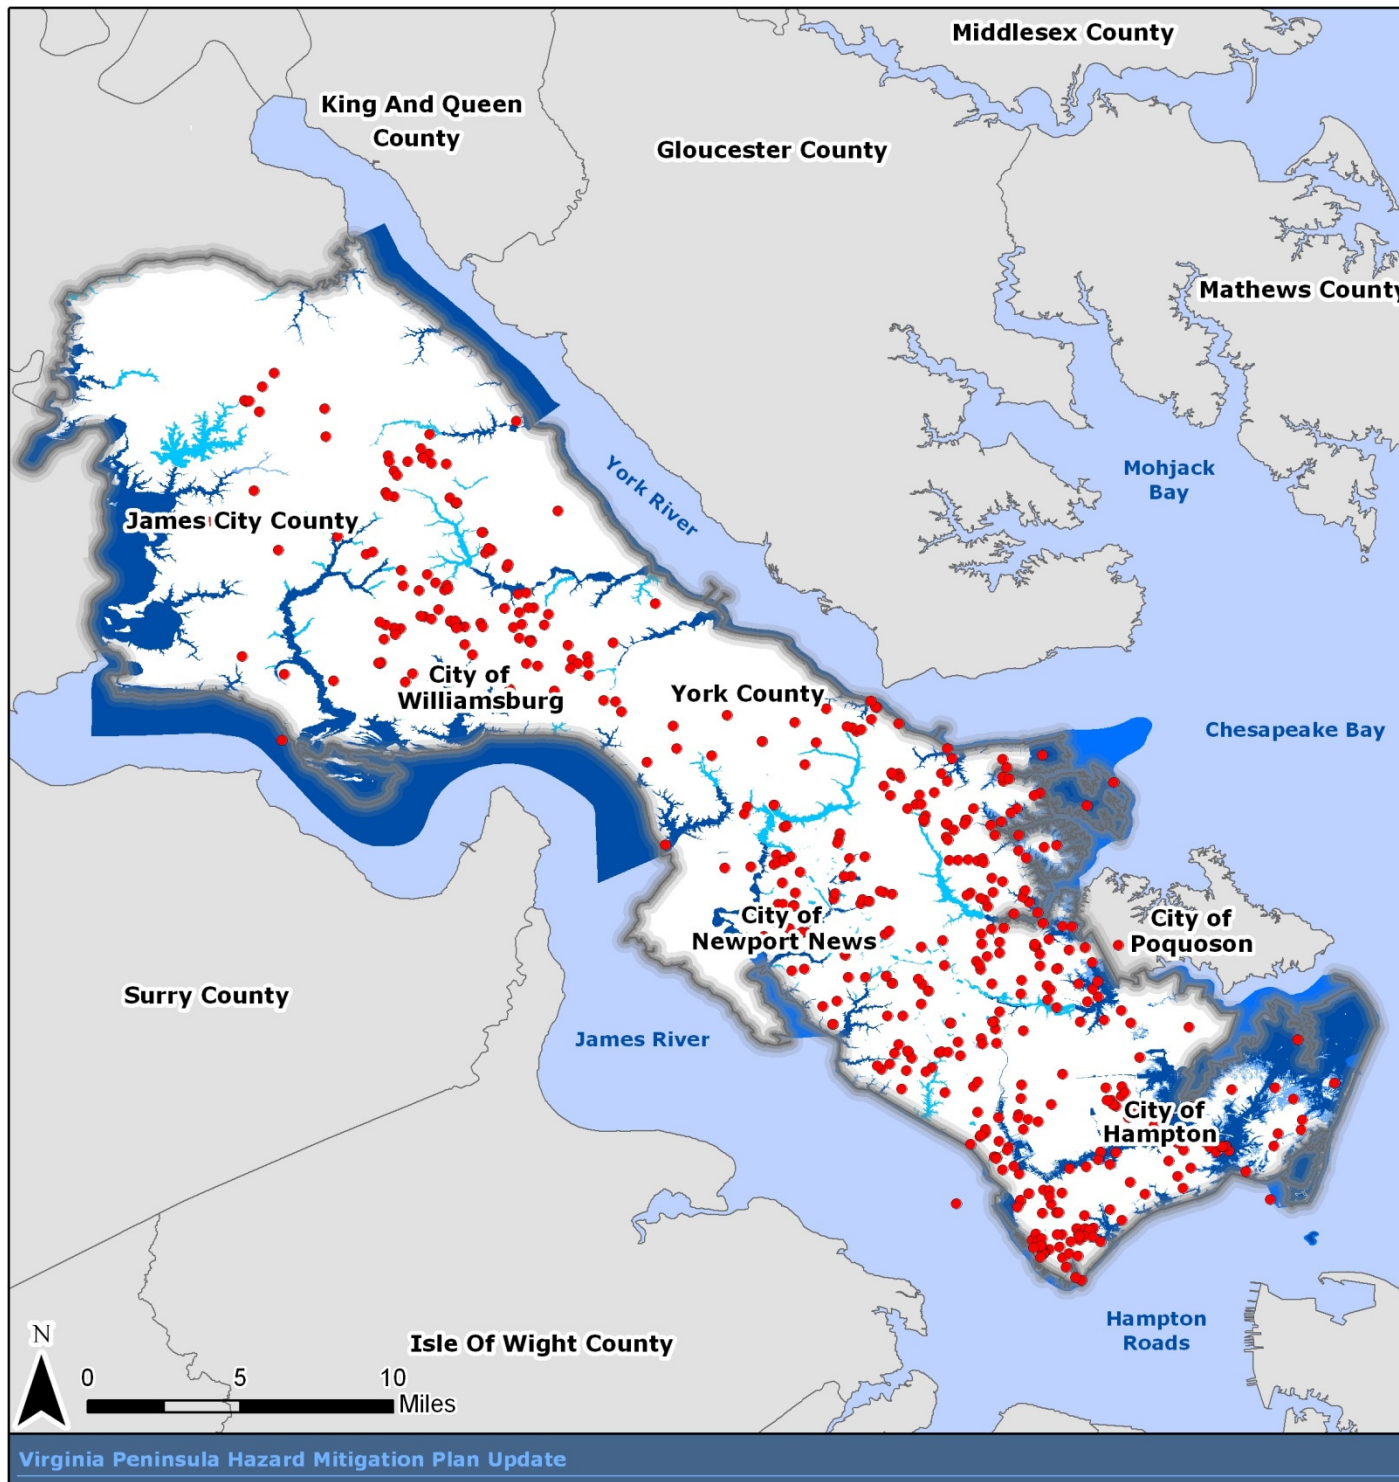 Middlesex County
King And Queen
County
Gloucester County
Mathews County
Mohjack
Bay
York River
James City County
City of
Williamsburg
York County
Chesapeake Bay
City of
Newport News
City of
Poquoson
Surry County
James River
City of
Hampton
Hampton
Roads
Isle Of Wight County
N
0 5 10
Miles
Virginia Peninsula Hazard Mitigation Plan Update